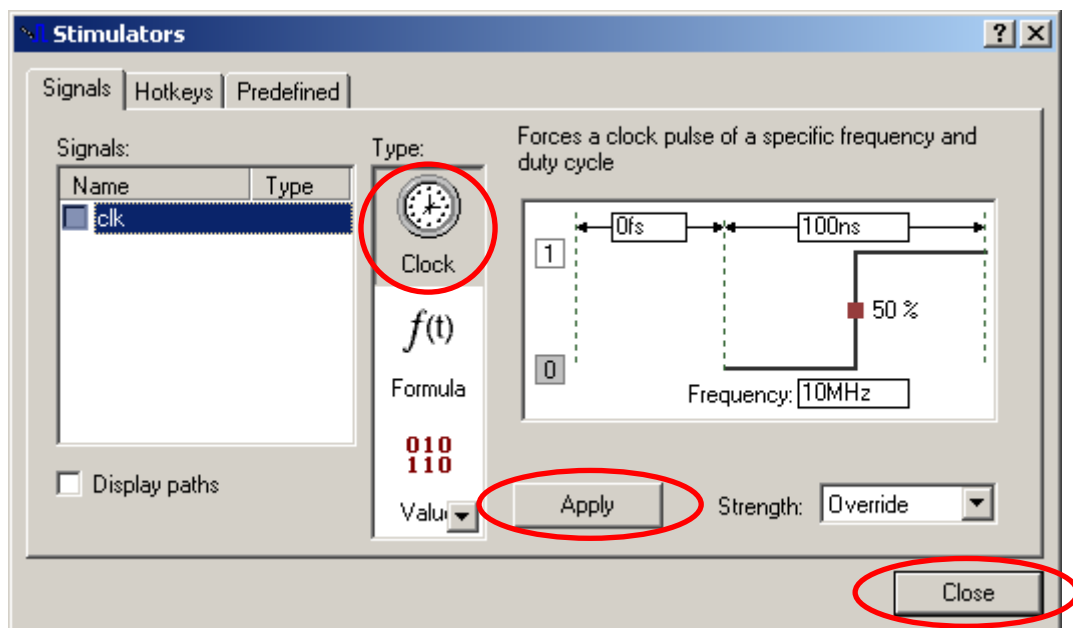 Stimulators
Signals Hotkeys Predefined
Signals:
Name Type
clk
Display paths
Type:
Clock
f(t)
Formula
010
110
Valu
Forces a clock pulse of a specific frequency and
duty cycle
0fs 100ns
1
50 %
0
Frequency: 10MHz
Apply Strength: Override
Close